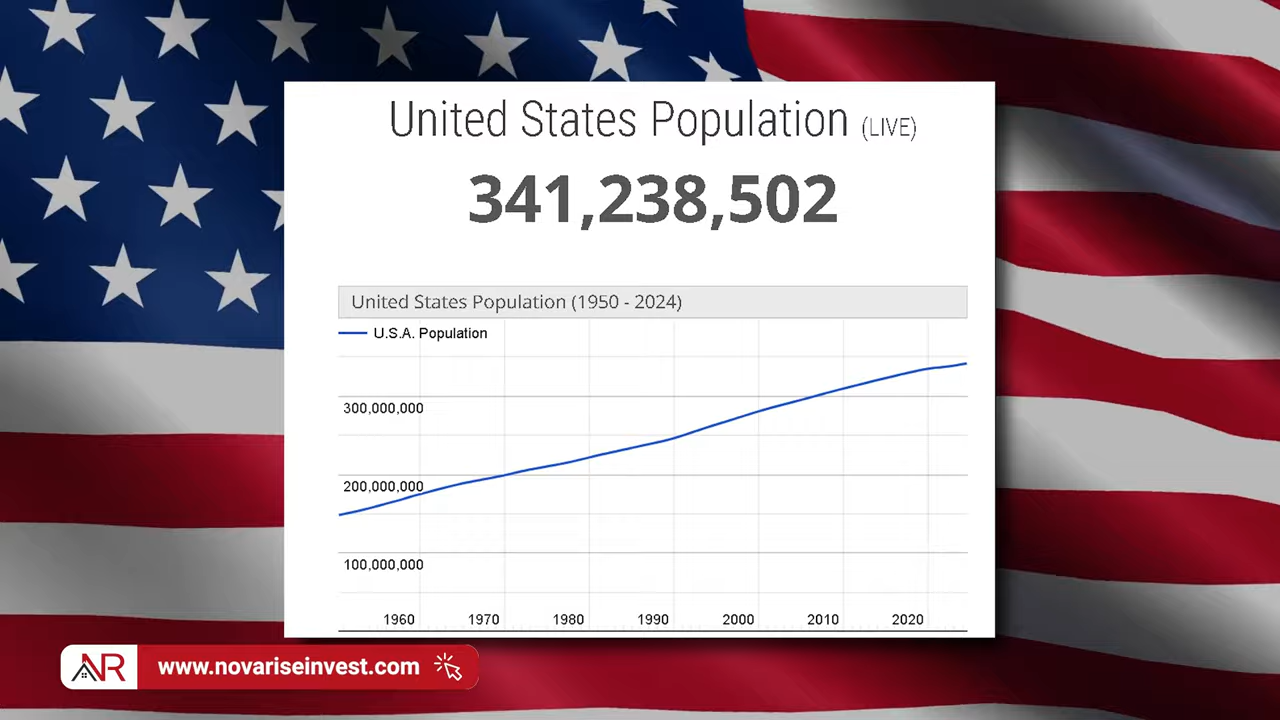 United States Population (LIVE)
341,238,502
United States Population (1950 - 2024)
U.S.A. Population
300,000,000
200,000,000
100,000,000
1960 1970 1980 1990 2000 2010 2020
NR www.novariseinvest.com